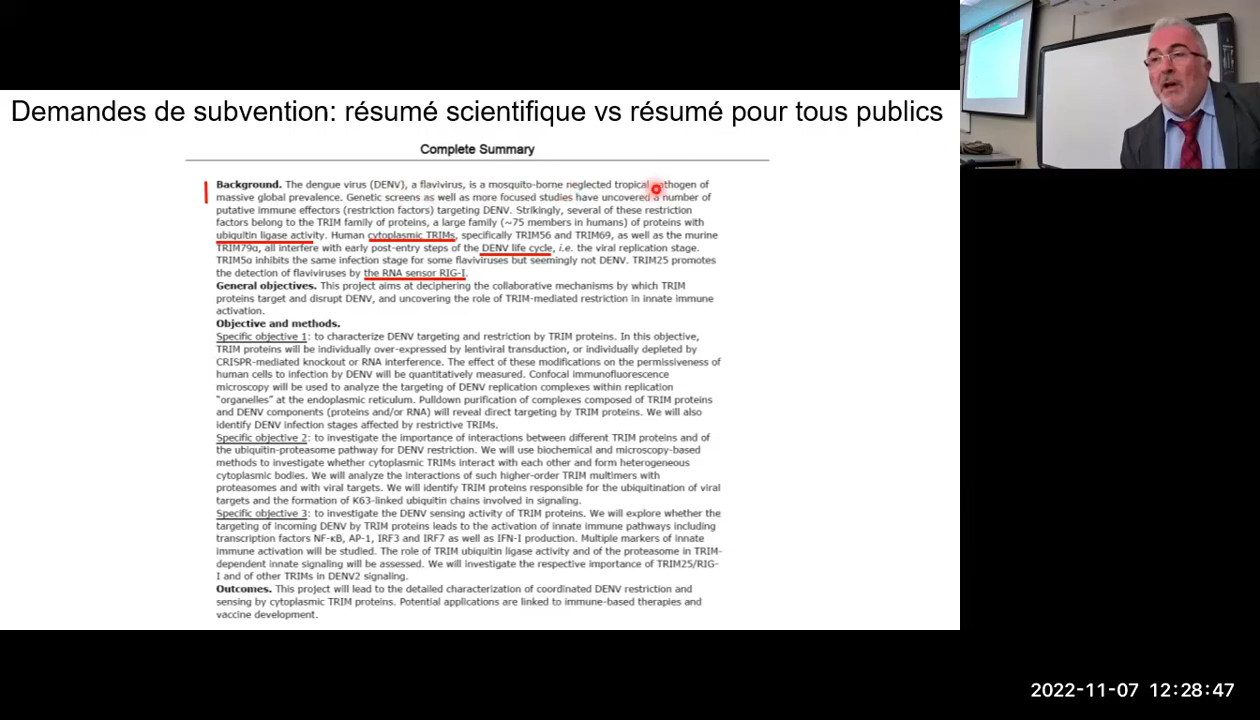 Demandes de subvention: résumé scientifique vs résumé pour tous publics
Complete Summary
Background. The dengue virus (DENV), a flavivirus, is a mosquito-borne neglected tropical pathogen of
massive global prevalence. Genetic screens as well as more focused studies have uncovered a number of
putative immune effectors (restriction factors) targeting DENV. Strikingly, several of these restriction
factors belong to the TRIM family of proteins, a large family (~75 members in humans) of proteins with
ubiquitin ligase activity. Human cytoplasmic TRIMs, specifically TRIM56 and TRIM69, as well as the murine
TRIM79α, all interfere with early post-entry steps of the DENV life cycle, i.e. the viral replication stage.
TRIM5α inhibits the same infection stage for some flaviviruses but seemingly not DENV. TRIM25 promotes
the detection of flaviviruses by the RNA sensor RIG-I.
General objectives. This project aims at deciphering the collaborative mechanisms by which TRIM
proteins target and disrupt DENV, and uncovering the role of TRIM-mediated restriction in innate immune
activation.
Objective and methods.
Specific objective 1: to characterize DENV targeting and restriction by TRIM proteins. In this objective,
TRIM proteins will be individually over-expressed by lentiviral transduction, or individually depleted by
CRISPR-mediated knockout or RNA interference. The effect of these modifications on the permissiveness of
human cells to infection by DENV will be quantitatively measured. Confocal immunofluorescence
microscopy will be used to analyze the targeting of DENV replication complexes within replication
"organelles" at the endoplasmic reticulum. Pulldown purification of complexes composed of TRIM proteins
and DENV components (proteins and/or RNA) will reveal direct targeting by TRIM proteins. We will also
identify DENV infection stages affected by restrictive TRIMs.
Specific objective 2: to investigate the importance of interactions between different TRIM proteins and of
the ubiquitin-proteasome pathway for DENV restriction. We will use biochemical and microscopy-based
methods to investigate whether cytoplasmic TRIMs interact with each other and form heterogeneous
cytoplasmic bodies. We will analyze the interactions of such higher-order TRIM multimers with
proteasomes and with viral targets. We will identify TRIM proteins responsible for the ubiquitination of viral
targets and the formation of K63-linked ubiquitin chains involved in signaling.
Specific objective 3: to investigate the DENV sensing activity of TRIM proteins. We will explore whether the
targeting of incoming DENV by TRIM proteins leads to the activation of innate immune pathways including
transcription factors NF-κB, AP-1, IRF3 and IRF7 as well as IFN-I production. Multiple markers of innate
immune activation will be studied. The role of TRIM ubiquitin ligase activity and of the proteasome in TRIM-
dependent innate signaling will be assessed. We will investigate the respective importance of TRIM25/RIG-
I and of other TRIMs in DENV2 signaling.
Outcomes. This project will lead to the detailed characterization of coordinated DENV restriction and
sensing by cytoplasmic TRIM proteins. Potential applications are linked to immune-based therapies and
vaccine development.
2022-11-07 12:28:47